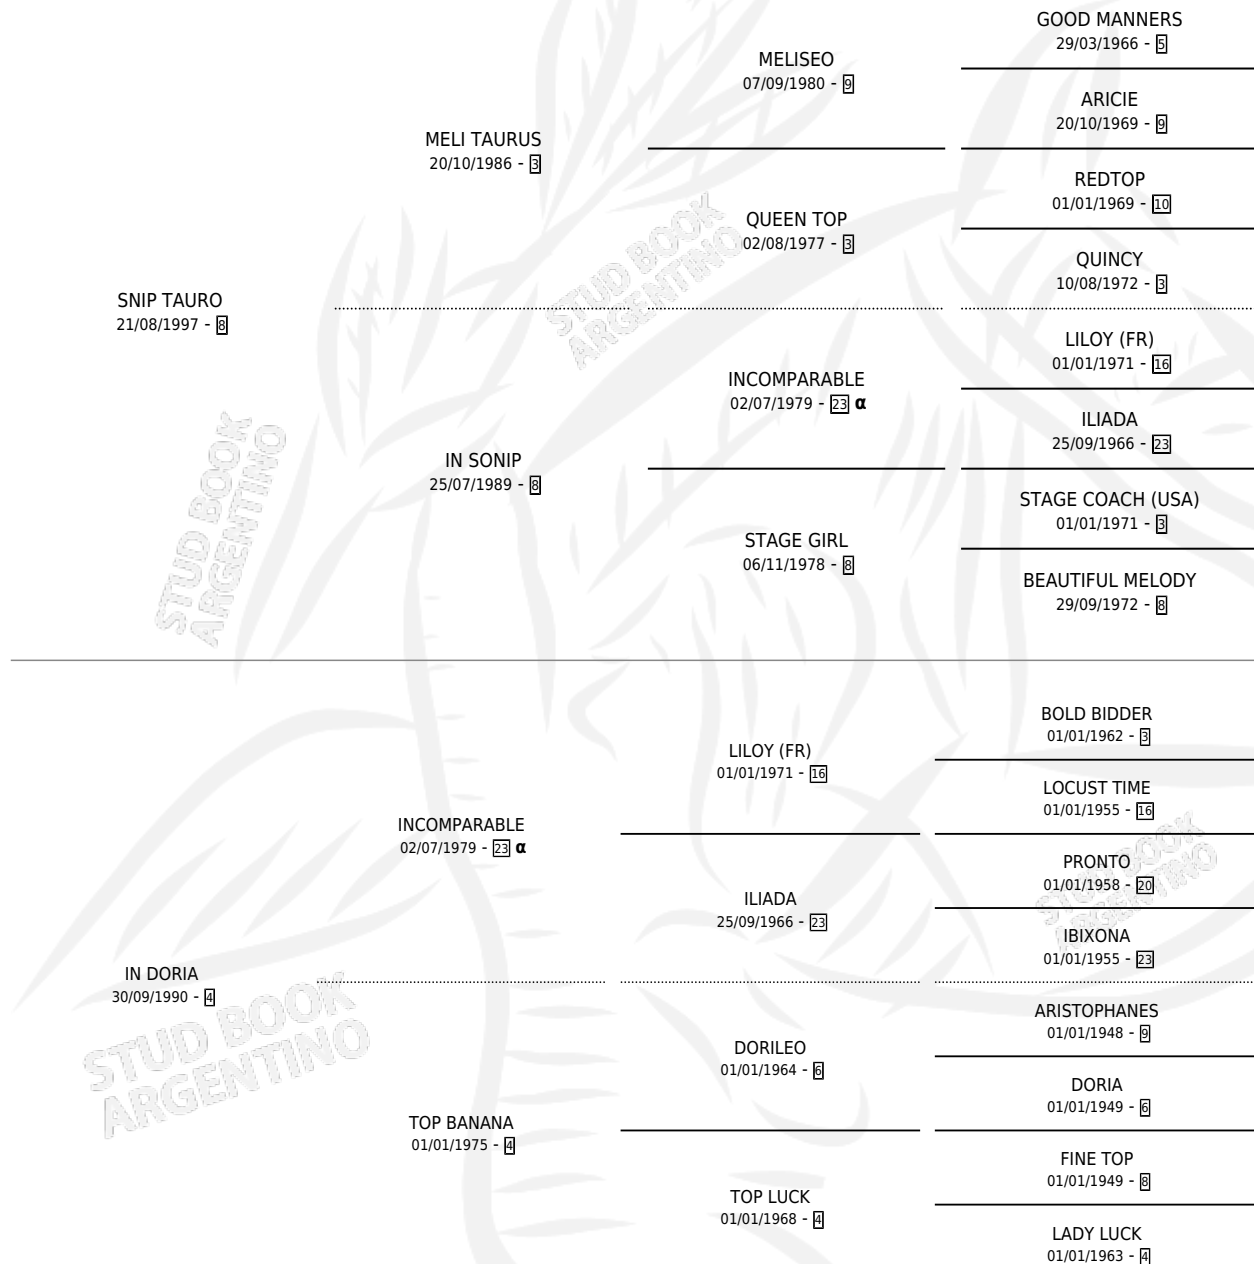 GOOD MANNERS
29/03/1966 - 5
MELISEO
07/09/1980 - 9
ARICIE
20/10/1969 - 9
MELI TAURUS
20/10/1986 - 3
REDTOP
01/01/1969 - 10
QUEEN TOP
02/08/1977 - 3
QUINCY
10/08/1972 - 3
STUD BOOK
ARGENTINO
SNIP TAURO
21/08/1997 - 8
LILOY (FR)
01/01/1971 - 16
INCOMPARABLE
02/07/1979 - 23 α
ILIADA
25/09/1966 - 23
IN SONIP
25/07/1989 - 8
STAGE COACH (USA)
01/01/1971 - 3
STAGE GIRL
06/11/1978 - 8
BEAUTIFUL MELODY
29/09/1972 - 8
STUD BOOK
ARGENTINO
BOLD BIDDER
01/01/1962 - 3
LILOY (FR)
01/01/1971 - 16
LOCUST TIME
01/01/1955 - 16
INCOMPARABLE
02/07/1979 - 23 α
PRONTO
01/01/1958 - 20
ILIADA
25/09/1966 - 23
IBIXONA
01/01/1955 - 23
STUD BOOK
ARGENTINO
IN DORIA
30/09/1990 - 4
ARISTOPHANES
01/01/1948 - 9
DORILEO
01/01/1964 - 6
DORIA
01/01/1949 - 6
STUD BOOK
ARGENTINO
TOP BANANA
01/01/1975 - 4
FINE TOP
01/01/1949 - 8
TOP LUCK
01/01/1968 - 4
LADY LUCK
01/01/1963 - 4